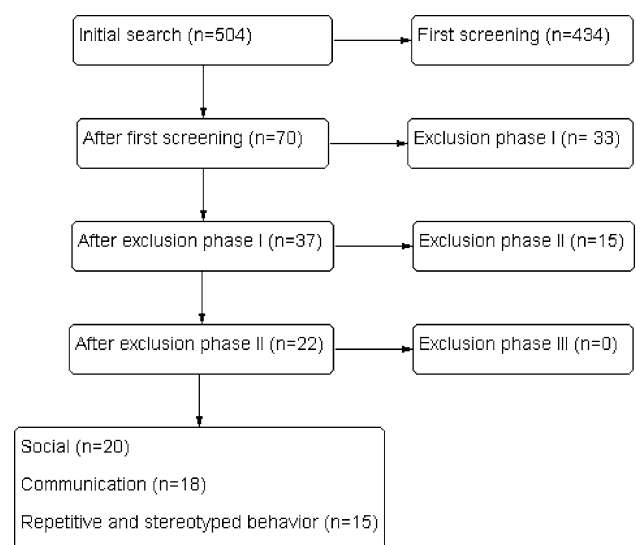 Initial search (n=504)
First screening (n=434)
After first screening (n=70)
Exclusion phase I (n= 33)
After exclusion phase I (n=37)
Exclusion phase II (n=15)
After exclusion phase II (n=22)
Exclusion phase III (n=0)
Social (n=20)
Communication (n=18)
Repetitive and stereotyped behavior (n=15)